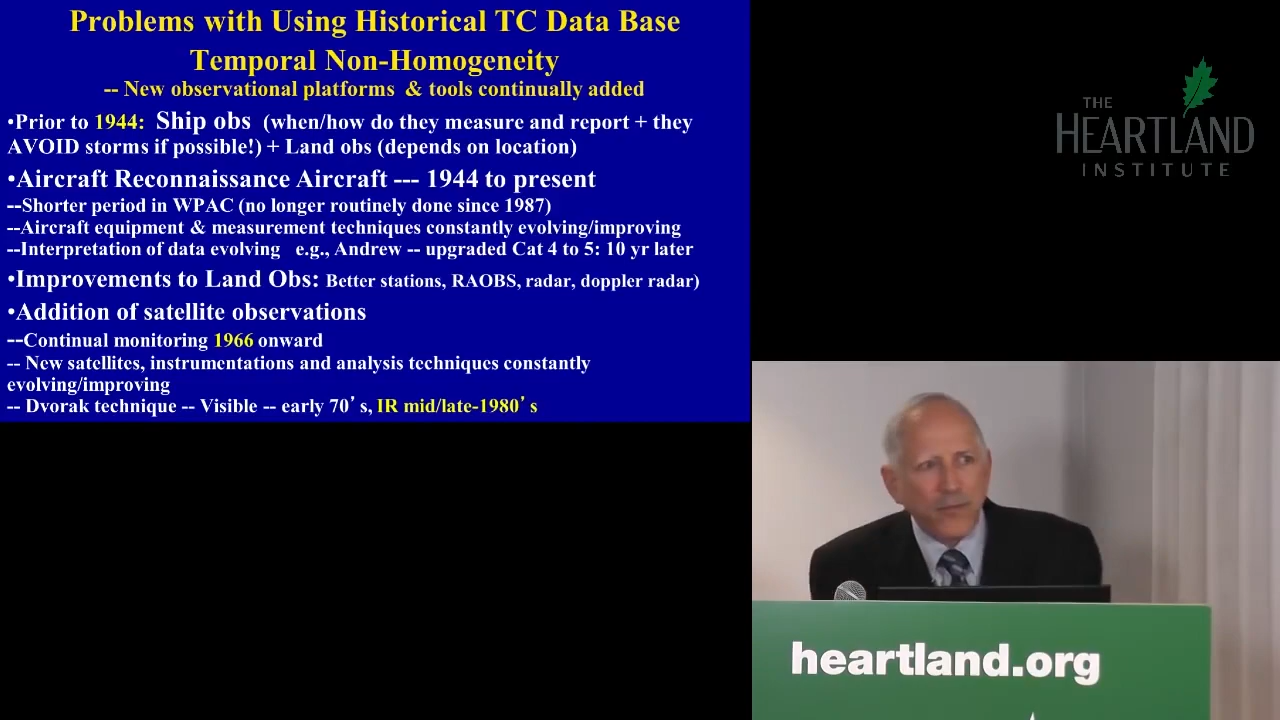 Problems with Using Historical TC Data Base
Temporal Non-Homogeneity
-- New observational platforms & tools continually added
•Prior to 1944: Ship obs (when/how do they measure and report + they
AVOID storms if possible!) + Land obs (depends on location)
•Aircraft Reconnaissance Aircraft --- 1944 to present
--Shorter period in WPAC (no longer routinely done since 1987)
--Aircraft equipment & measurement techniques constantly evolving/improving
--Interpretation of data evolving e.g., Andrew -- upgraded Cat 4 to 5: 10 yr later
•Improvements to Land Obs: Better stations, RAOBS, radar, doppler radar)
•Addition of satellite observations
--Continual monitoring 1966 onward
-- New satellites, instrumentations and analysis techniques constantly
evolving/improving
-- Dvorak technique -- Visible -- early 70's, IR mid/late-1980's
THE
HEARTLAND
INSTITUTE
heartland.org